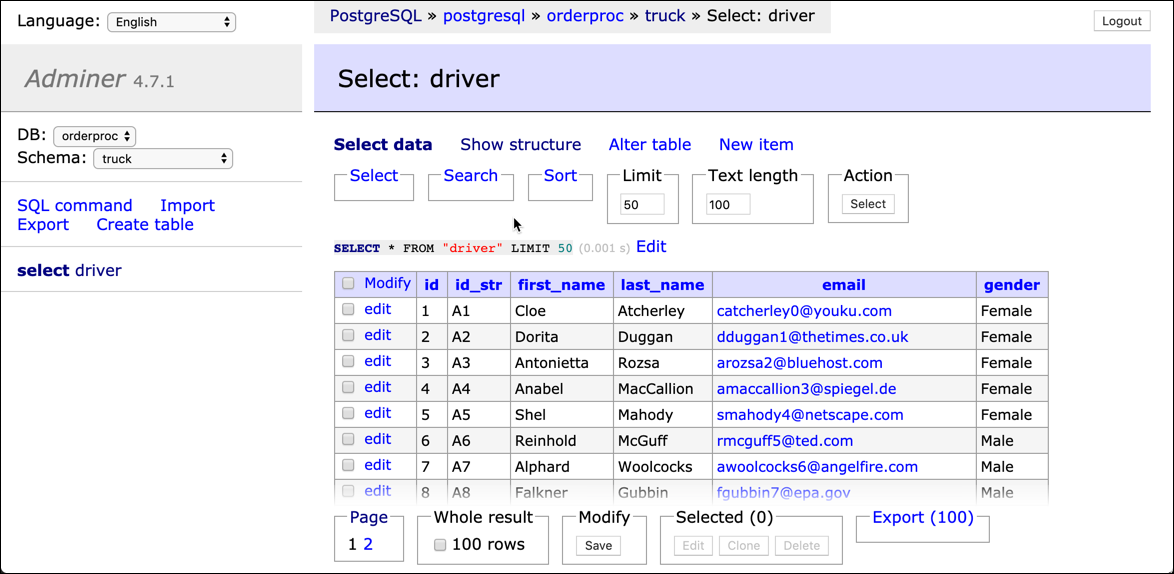 Language: English
PostgreSQL » postgresql » orderproc » truck » Select: driver
Logout
Adminer 4.7.1
Select: driver
DB: orderproc
Schema: truck
SQL command Import
Export Create table
select driver
Select data Show structure Alter table New item
Select Search Sort Limit Text length Action
50 100 Select
SELECT * FROM "driver" LIMIT 50 (0.001 s) Edit
Modify id id_str first_name last_name email gender
edit 1 A1 Cloe Atcherley catcherley0@youku.com Female
edit 2 A2 Dorita Duggan dduggan1@thetimes.co.uk Female
edit 3 A3 Antonietta Rozsa arozsa2@bluehost.com Female
edit 4 A4 Anabel MacCallion amaccallion3@spiegel.de Female
edit 5 A5 Shel Mahody smahody4@netscape.com Female
edit 6 A6 Reinhold McGuff rmcguff5@ted.com Male
edit 7 A7 Alphard Woolcocks awoolcocks6@angelfire.com Male
edit 8 A8 Falkner Gubbin fgubbin7@epa.gov Male
Page Whole result Modify Selected (0) Export (100)
1 2 100 rows Save Edit Clone Delete